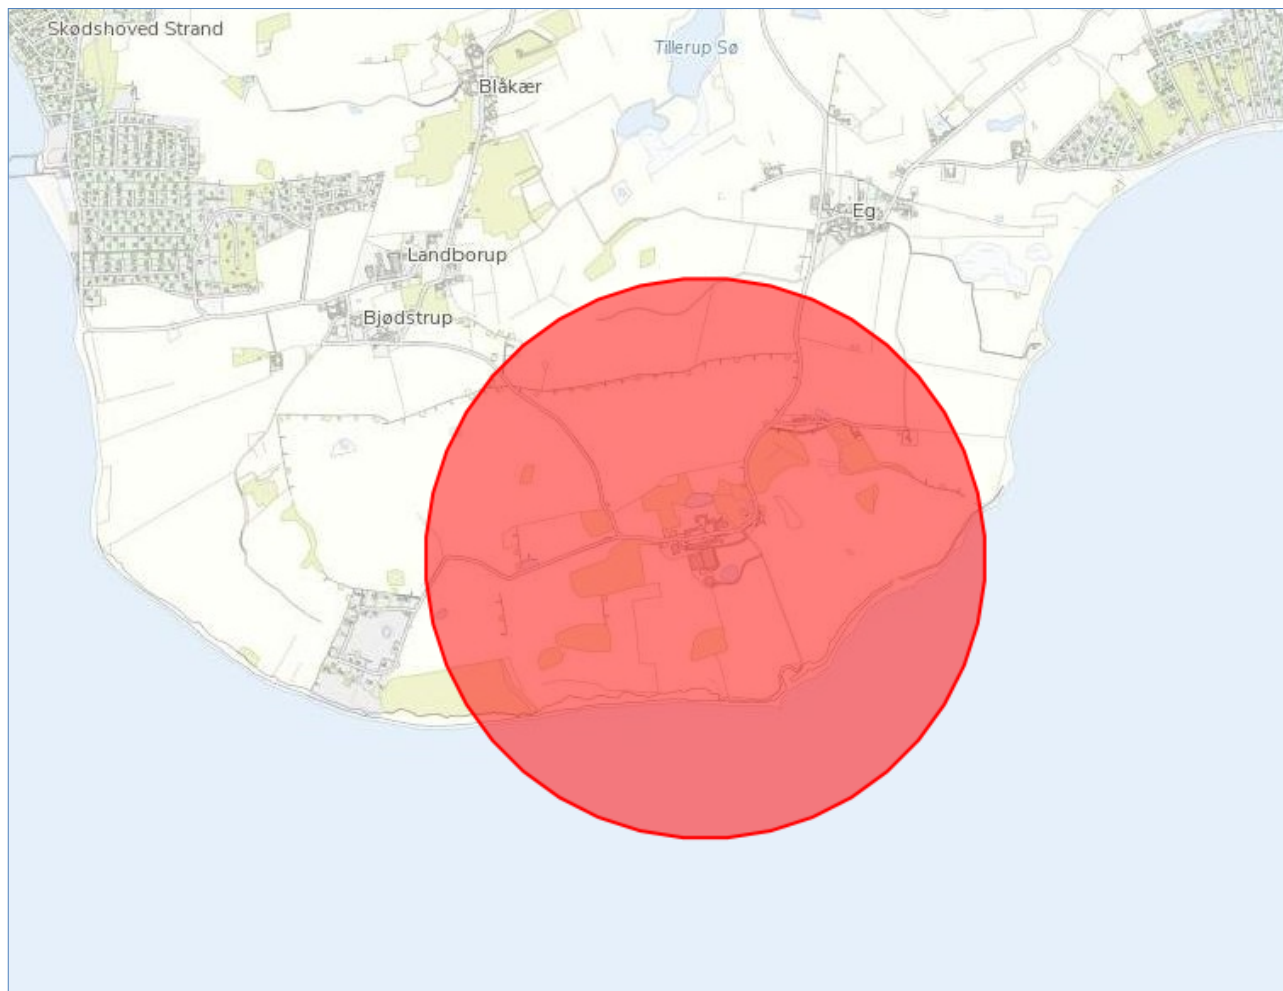 Skødshoved Strand
Tillerup Sø
Blåkær
Eg
Landborup
Bjødstrup